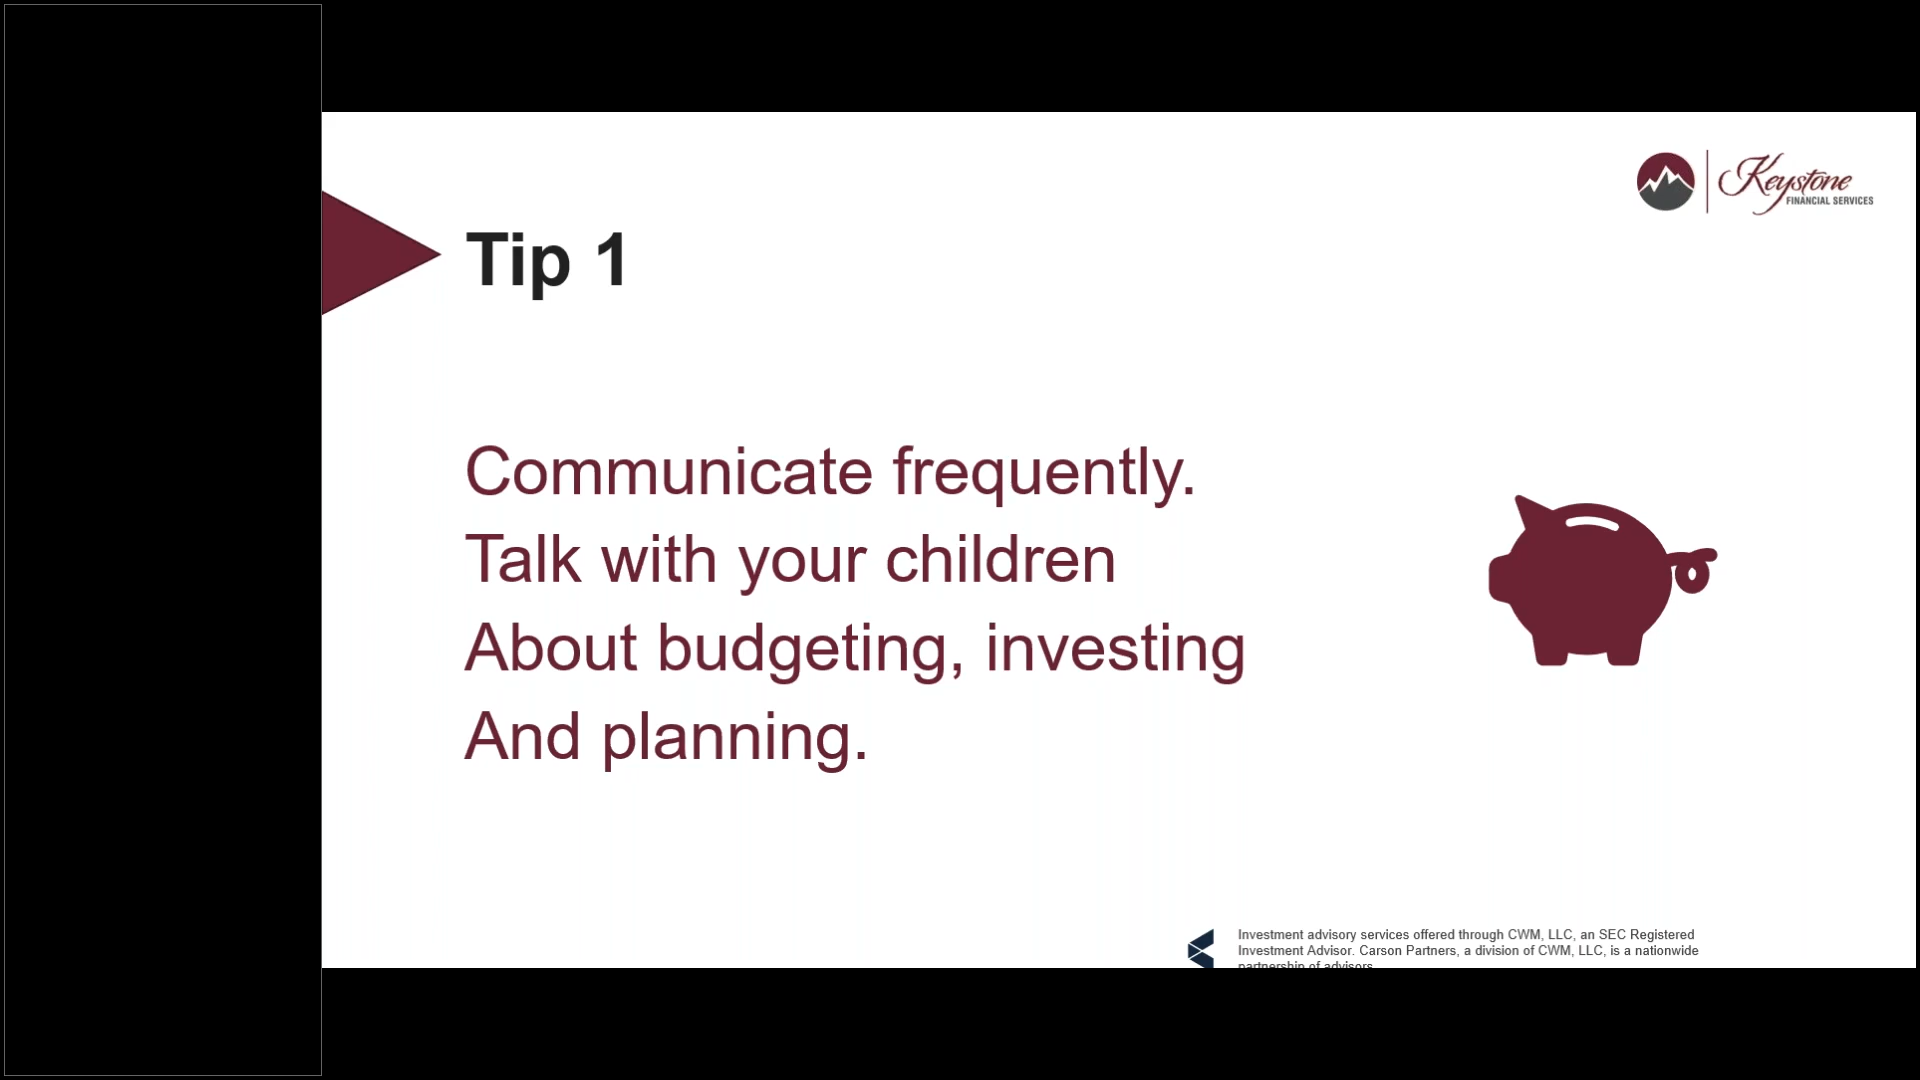 Keystone
FINANCIAL SERVICES
Tip 1
Communicate frequently.
Talk with your children
About budgeting, investing
And planning.
Investment advisory services offered through CWM, LLC, an SEC Registered
Investment Advisor. Carson Partners, a division of CWM, LLC, is a nationwide
partnership of advisors.